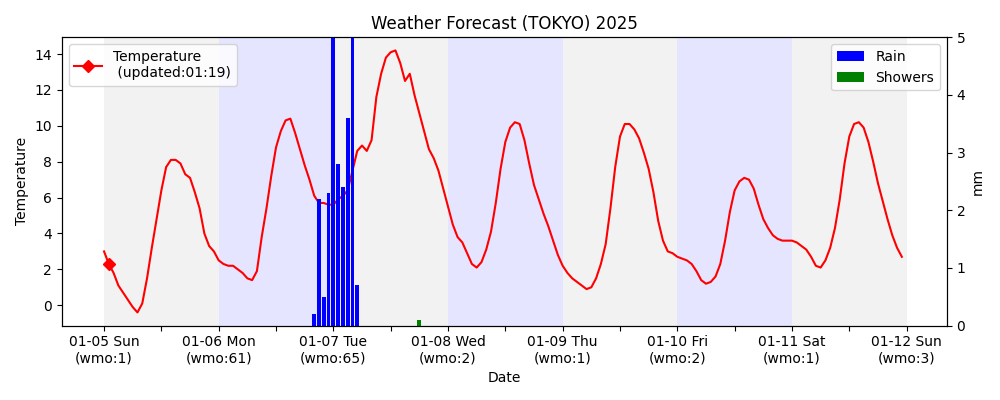 Weather Forecast (TOKYO) 2025
Temperature
(updated:01:19)
Rain
Showers
Temperature
14
12
10
8
6
4
2
0
5
4
3
2
1
0
mm
01-05 Sun
(wmo:1)
01-06 Mon
(wmo:61)
01-07 Tue
(wmo:65)
01-08 Wed
(wmo:2)
01-09 Thu
(wmo:1)
01-10 Fri
(wmo:2)
01-11 Sat
(wmo:1)
01-12 Sun
(wmo:3)
Date